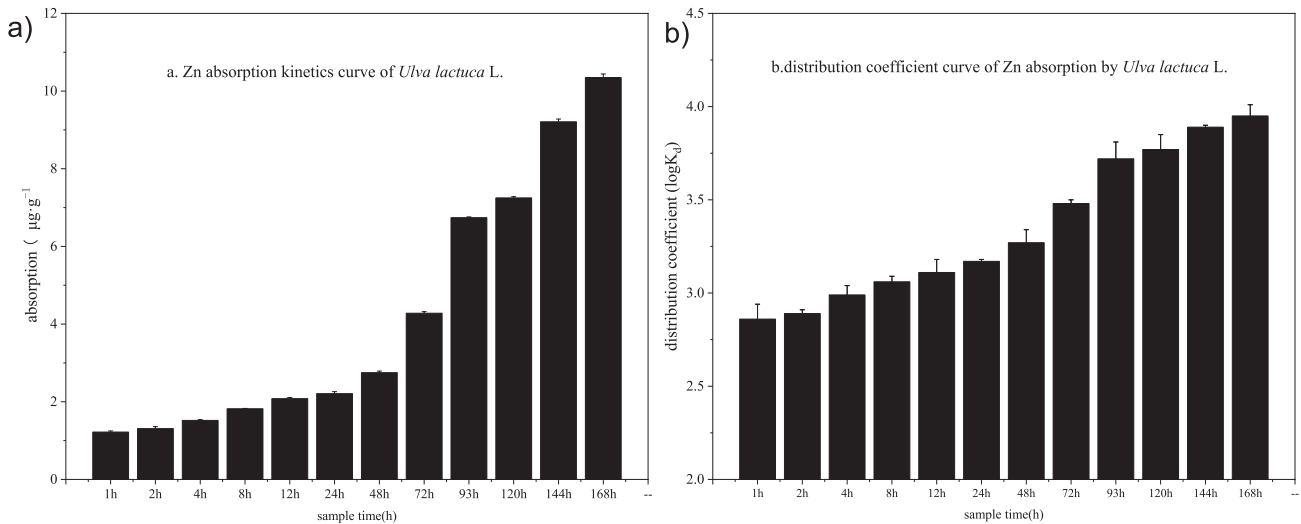 a)
12
10
8
6
4
2
0
absorption ( μg·g⁻¹
a. Zn absorption kinetics curve of Ulva lactuca L.
1h 2h 4h 8h 12h 24h 48h 72h 93h 120h 144h 168h --
sample time(h)
b)
4.5
4.0
3.5
3.0
2.5
2.0
distribution coefficient (logKd)
b.distribution coefficient curve of Zn absorption by Ulva lactuca L.
1h 2h 4h 8h 12h 24h 48h 72h 93h 120h 144h 168h --
sample time(h)